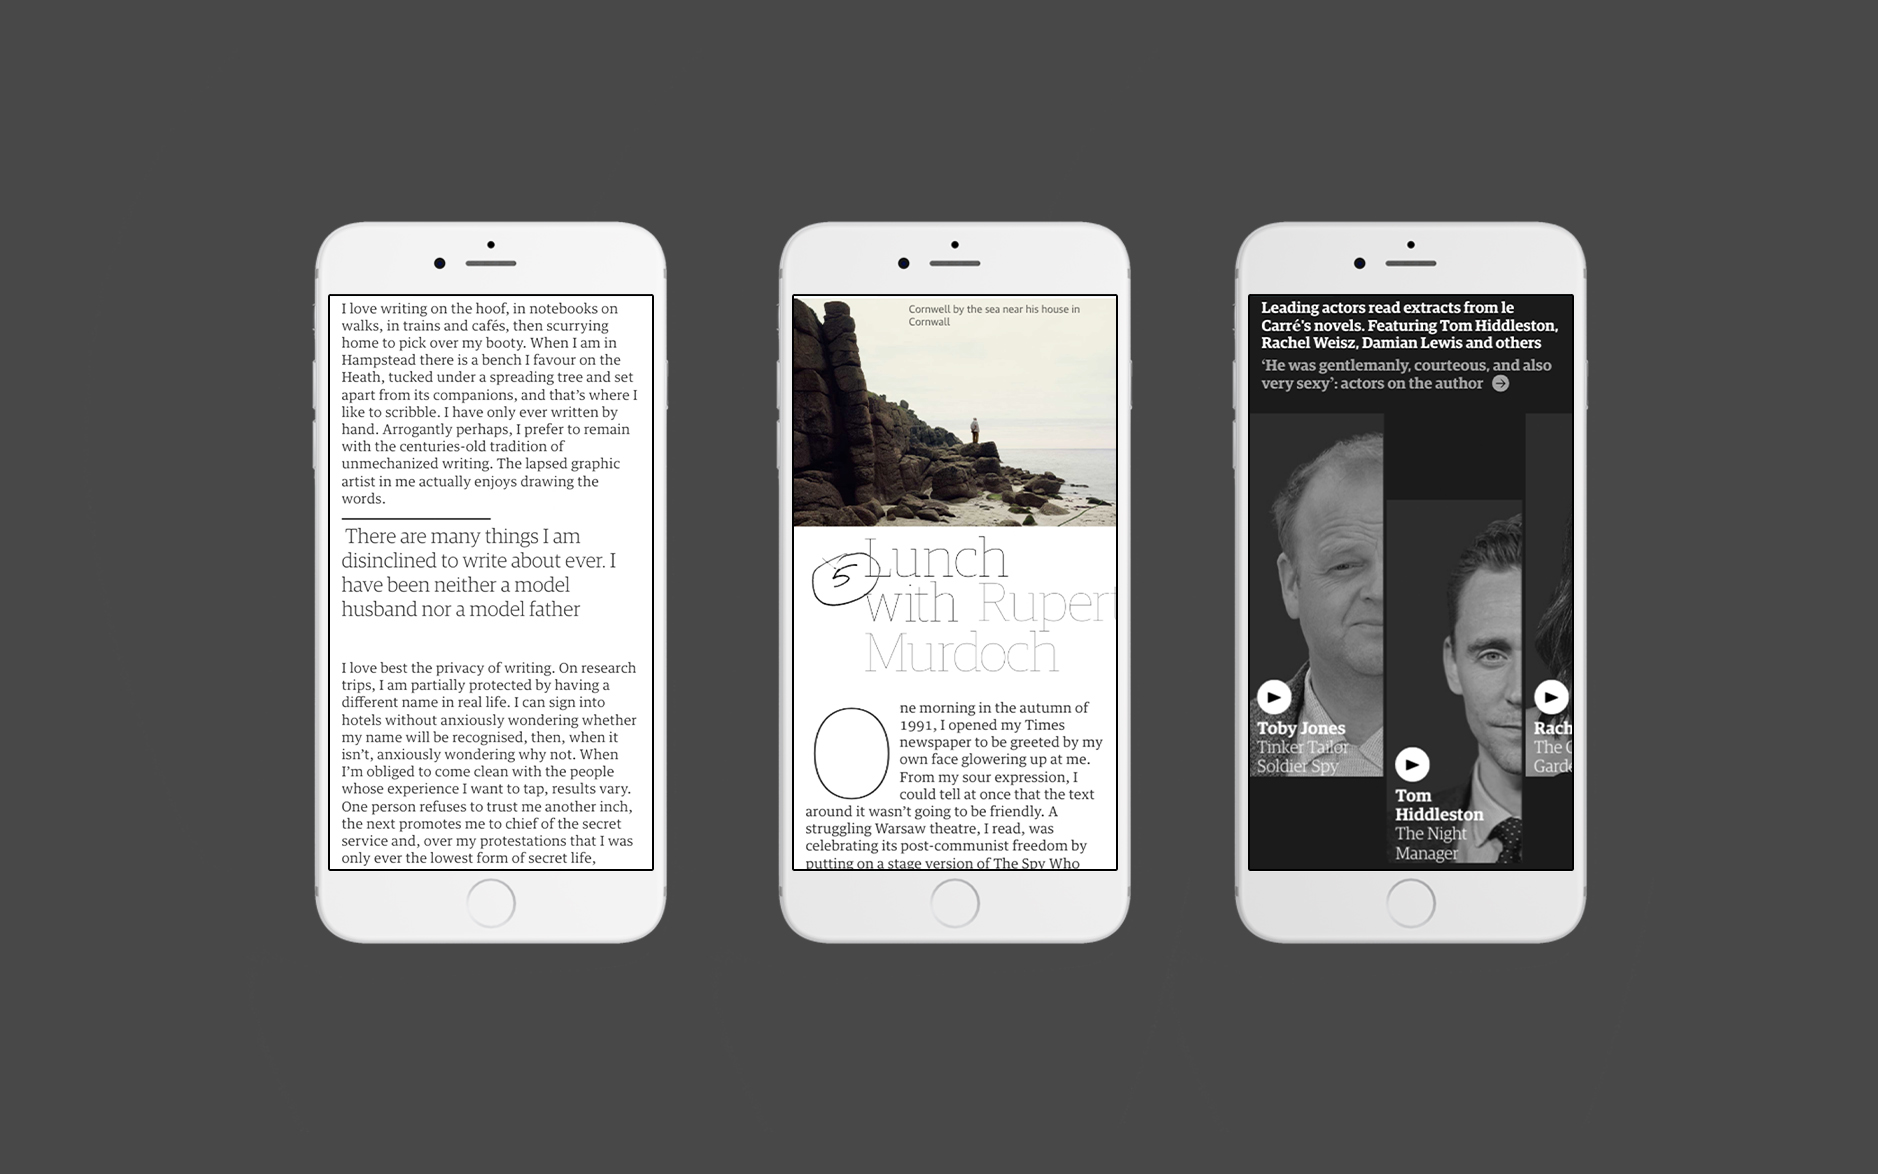 I love writing on the hoof, in notebooks on
walks, in trains and cafés, then scurrying
home to pick over my booty. When I am in
Hampstead there is a bench I favour on the
Heath, tucked under a spreading tree and set
apart from its companions, and that’s where I
like to scribble. I have only ever written by
hand. Arrogantly perhaps, I prefer to remain
with the centuries-old tradition of
unmechanized writing. The lapsed graphic
artist in me actually enjoys drawing the
words.
There are many things I am
disinclined to write about ever. I
have been neither a model
husband nor a model father
I love best the privacy of writing. On research
trips, I am partially protected by having a
different name in real life. I can sign into
hotels without anxiously wondering whether
my name will be recognised, then, when it
isn’t, anxiously wondering why not. When
I’m obliged to come clean with the people
whose experience I want to tap, results vary.
One person refuses to trust me another inch,
the next promotes me to chief of the secret
service and, over my protestations that I was
only ever the lowest form of secret life,
Cornwell by the sea near his house in
Cornwall
5
Lunch
with Rupert
Murdoch
One morning in the autumn of
1991, I opened my Times
newspaper to be greeted by my
own face glowering up at me.
From my sour expression, I
could tell at once that the text
around it wasn’t going to be friendly. A
struggling Warsaw theatre, I read, was
celebrating its post-communist freedom by
putting on a stage version of The Spy Who
Leading actors read extracts from le
Carré’s novels. Featuring Tom Hiddleston,
Rachel Weisz, Damian Lewis and others
‘He was gentlemanly, courteous, and also
very sexy’: actors on the author
Toby Jones
Tinker Tailor
Soldier Spy
Tom
Hiddleston
The Night
Manager
Rach
The
Garde